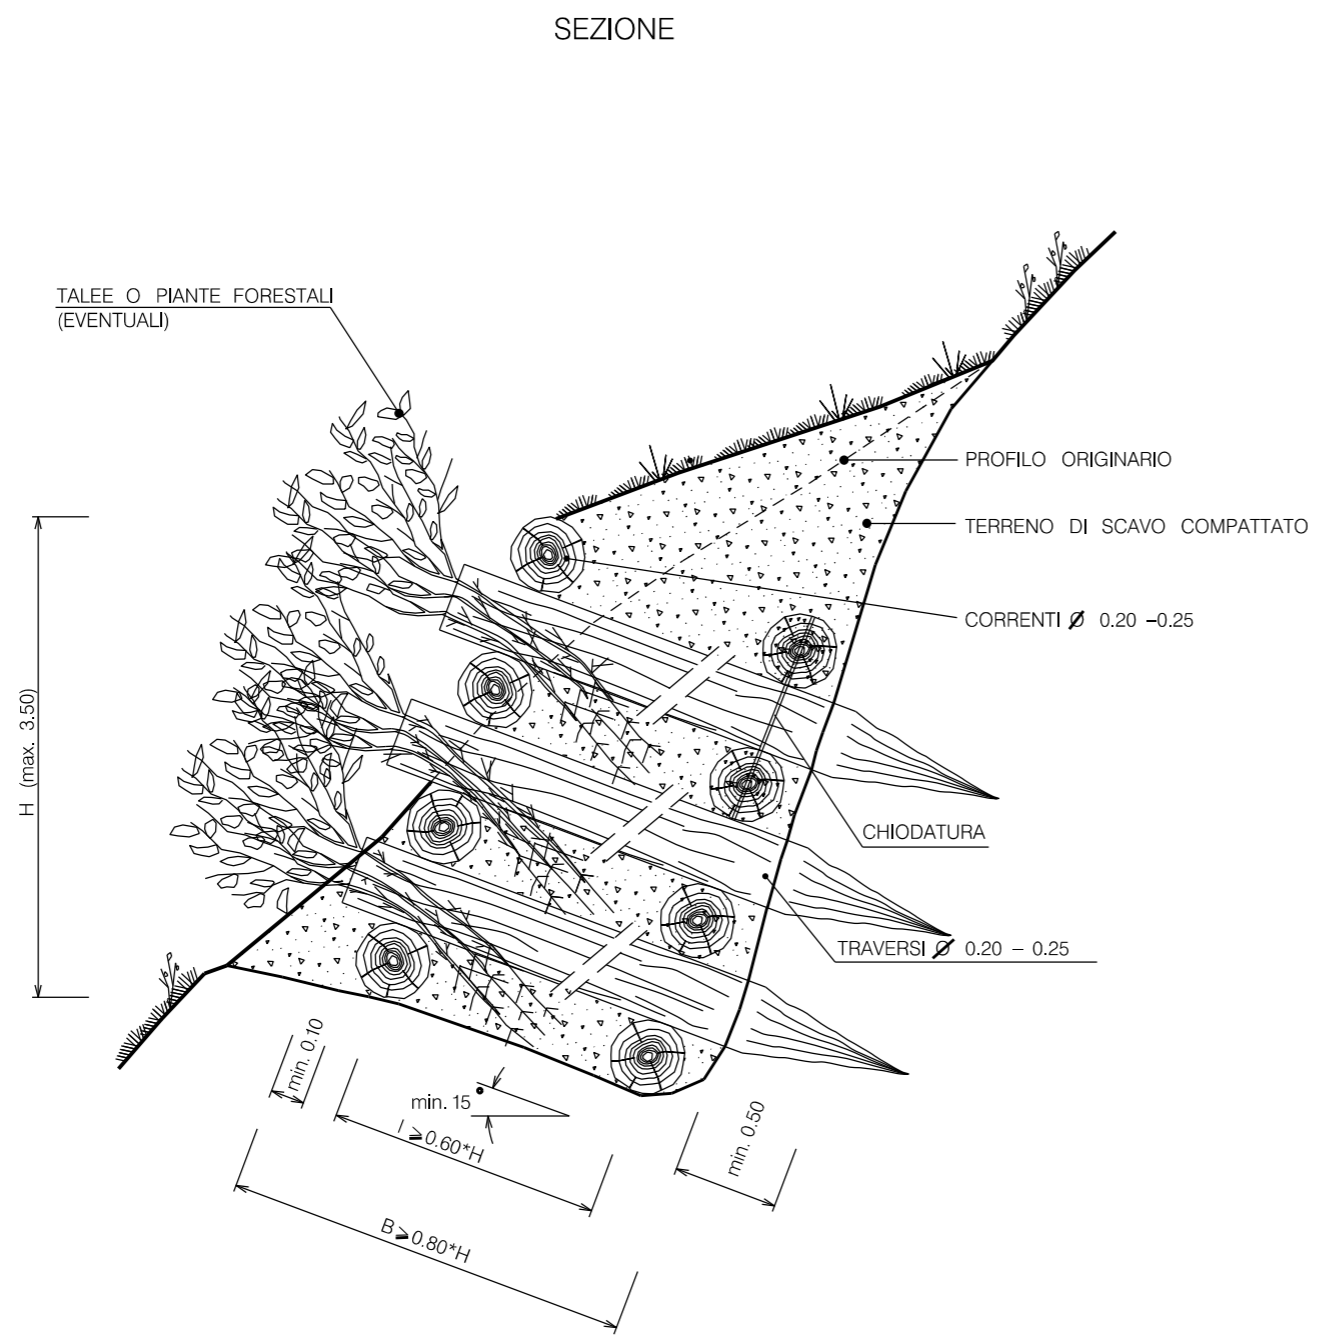 SEZIONE
TALEE O PIANTE FORESTALI
(EVENTUALI)
PROFILO ORIGINARIO
TERRENO DI SCAVO COMPATTATO
CORRENTI Ø 0.20 -0.25
H (max. 3.50)
CHIODATURA
TRAVERSI Ø 0.20 - 0.25
min. 0.10
min. 15°
I ≥ 0.60*H
min. 0.50
B ≥ 0.80*H